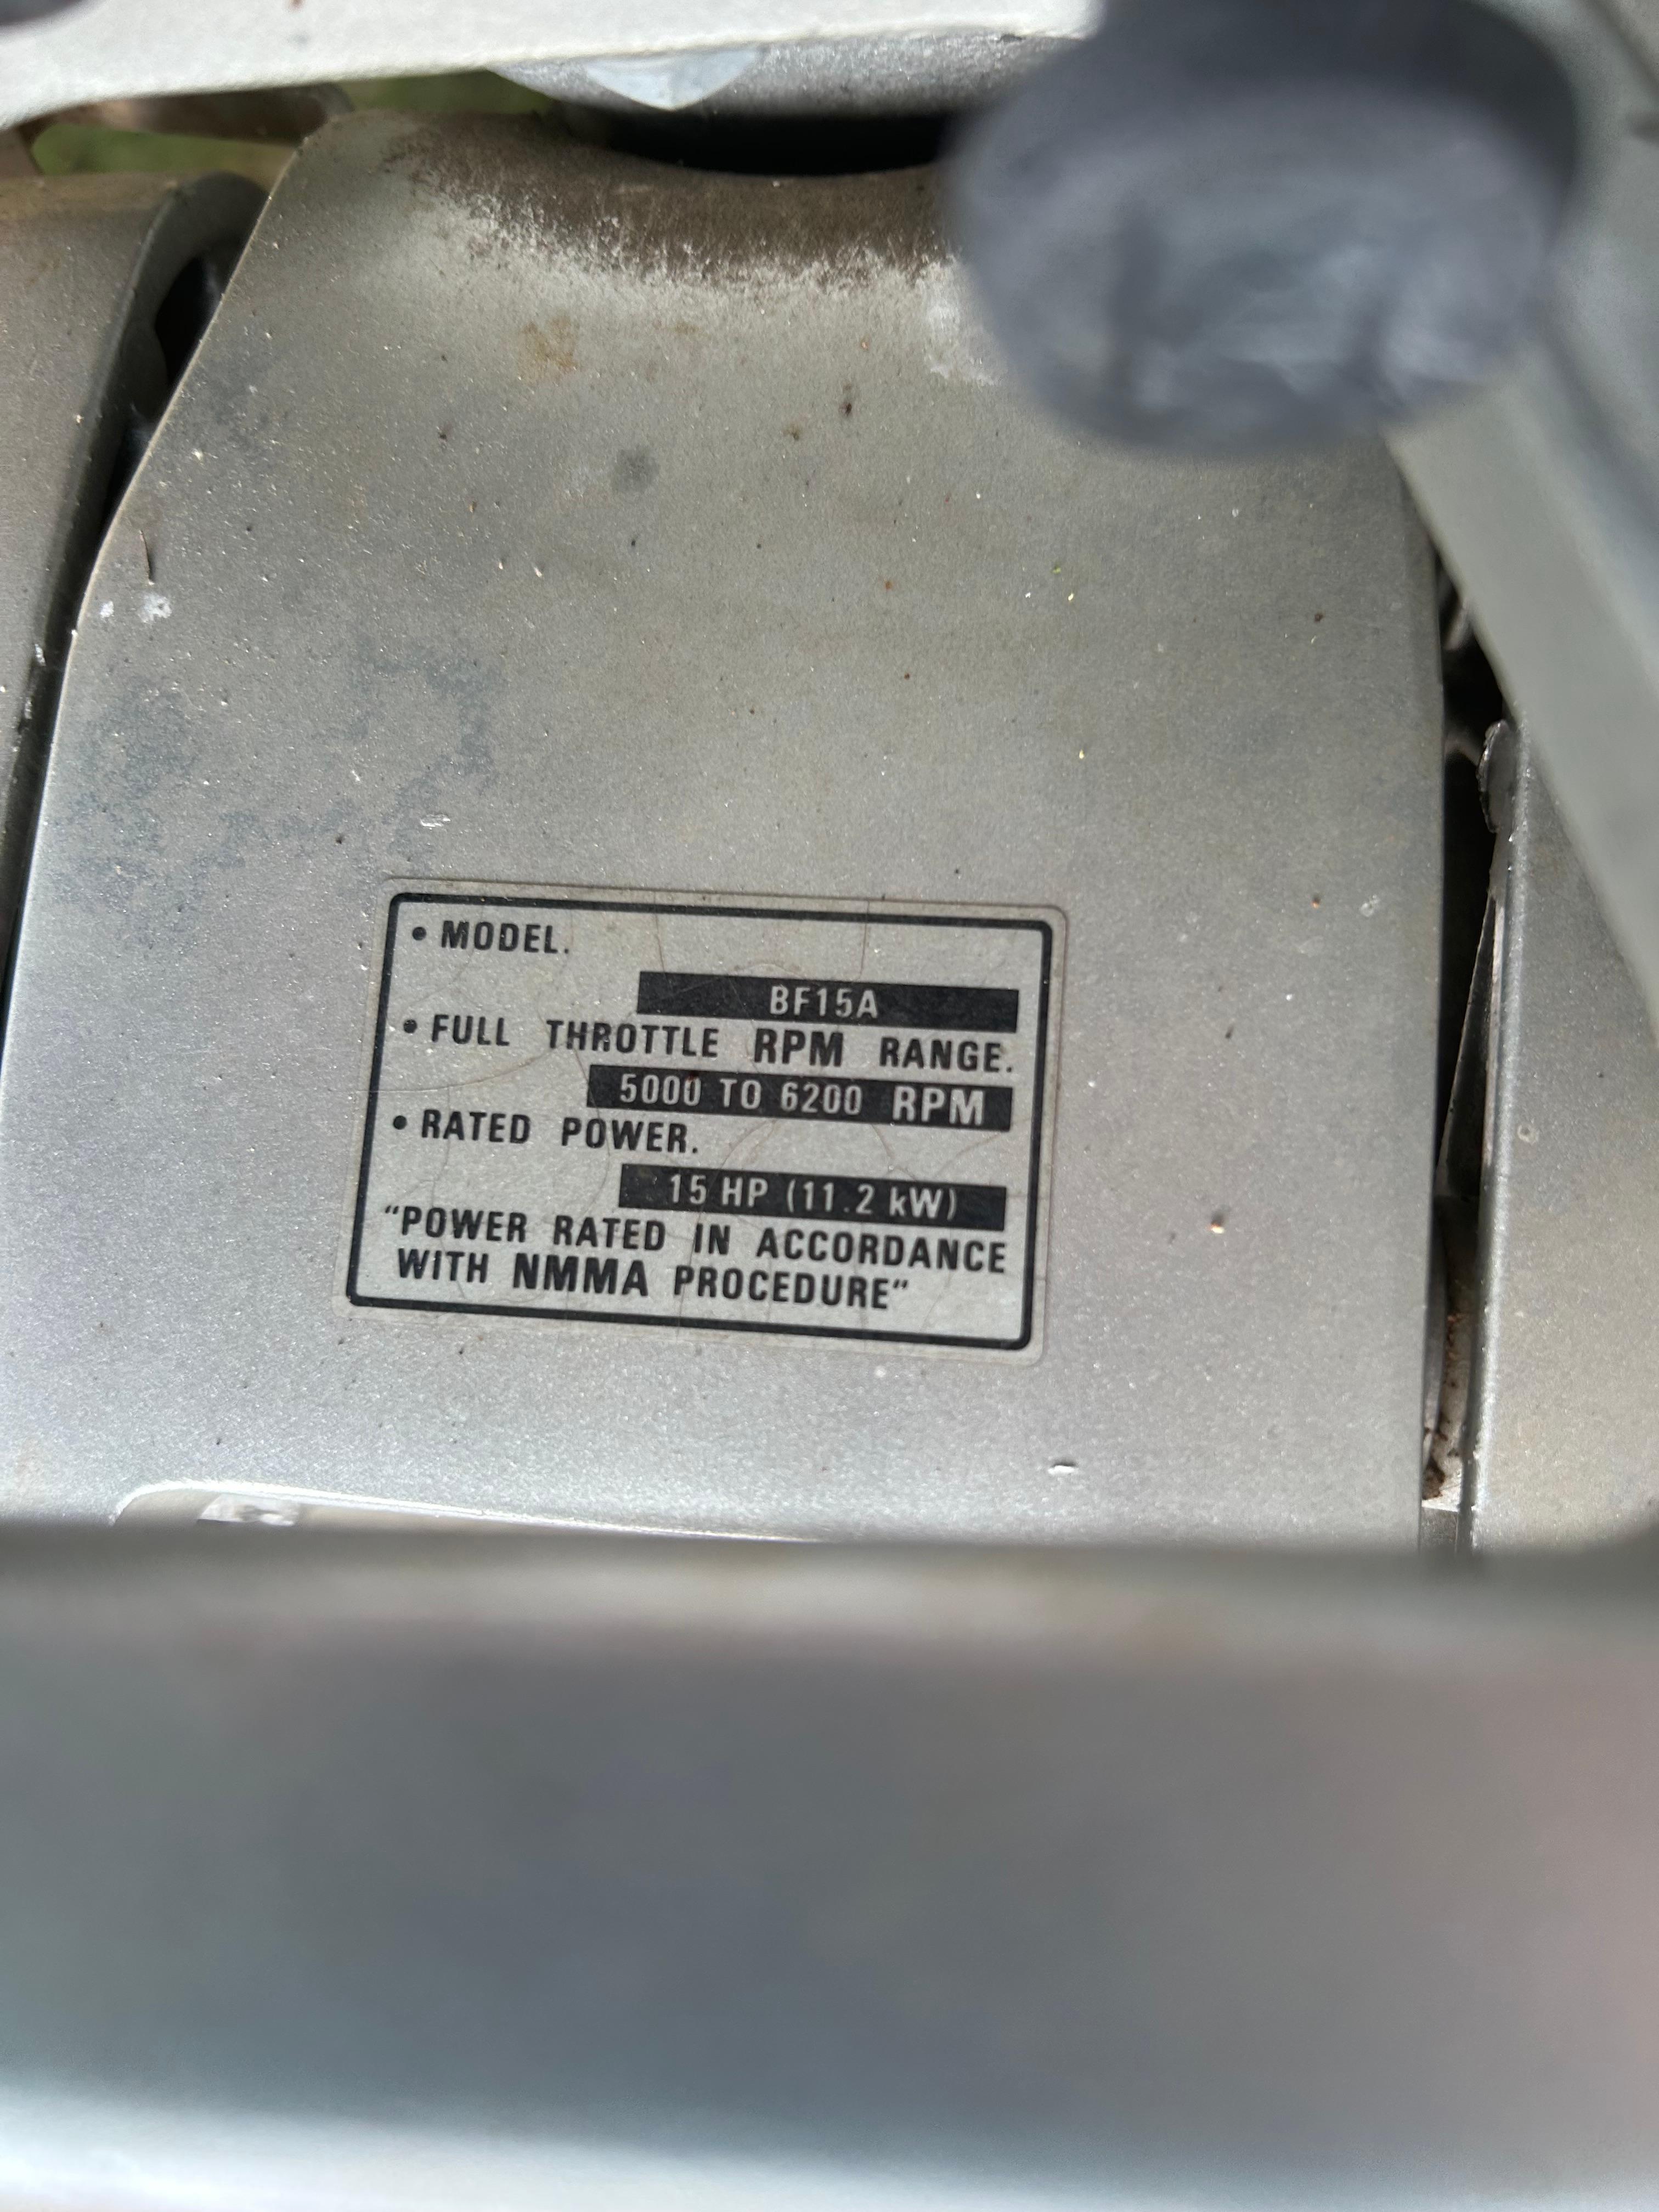 • MODEL.
BF15A
• FULL THROTTLE RPM RANGE.
5000 TO 6200 RPM
• RATED POWER.
15 HP (11.2 kW)
“POWER RATED IN ACCORDANCE
WITH NMMA PROCEDURE”